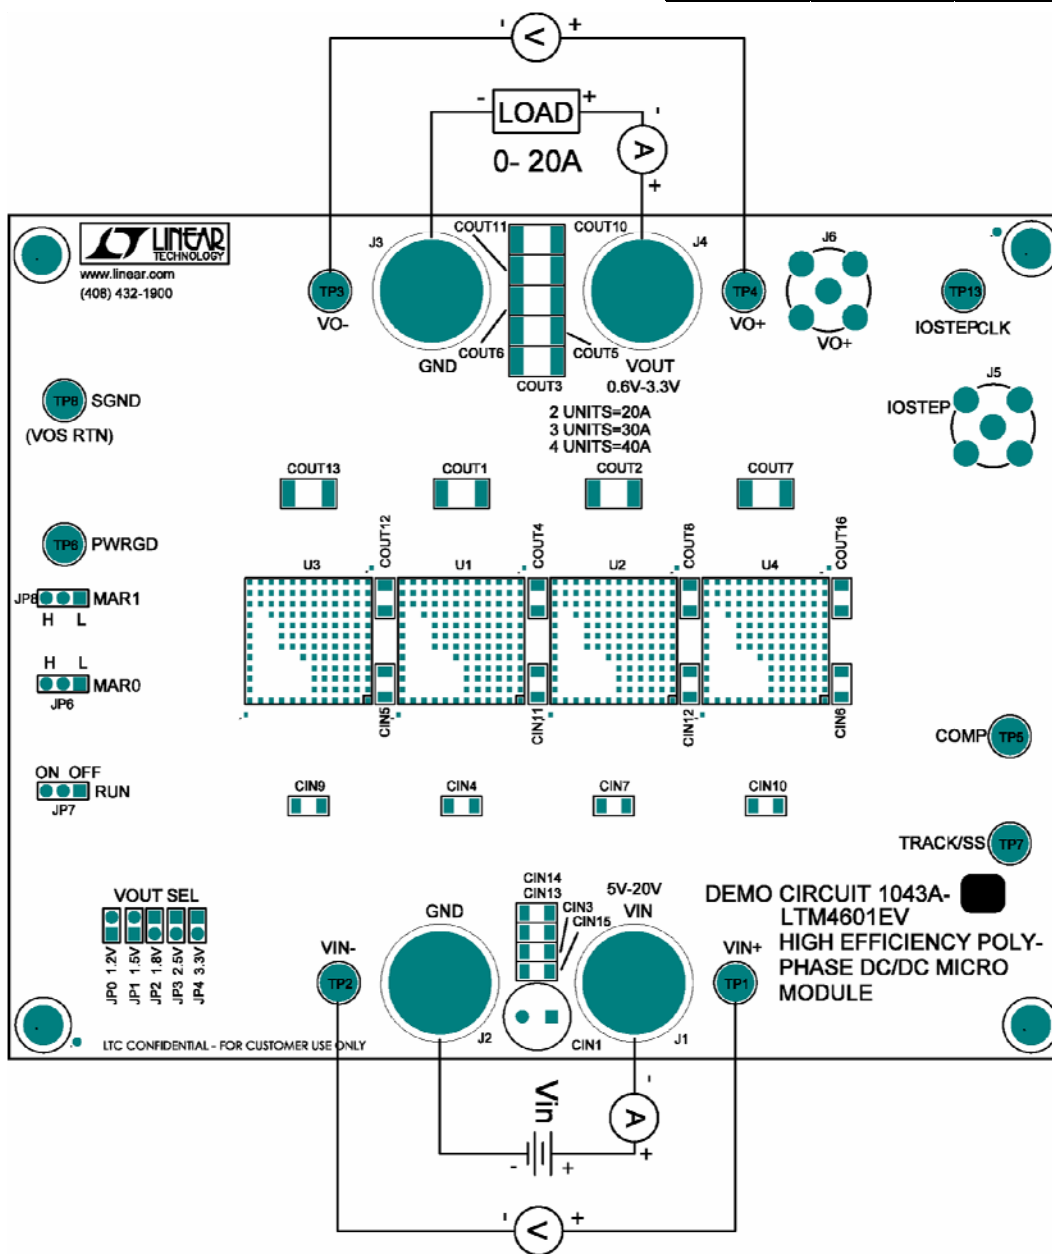 - V +
- LOAD + -
A
0- 20A
+
LINEAR
TECHNOLOGY
www.linear.com
(408) 432-1900
J3
COUT11
COUT10
J4
J6
TP3
TP4
TP13
VO-
VO+
VO+
IOSTEPCLK
COUT6
COUT5
GND
COUT3
VOUT
0.6V-3.3V
J5
IOSTEP
TP8 SGND
(VOS RTN)
2 UNITS=20A
3 UNITS=30A
4 UNITS=40A
COUT13
COUT1
COUT2
COUT7
COUT12
COUT4
COUT8
COUT16
TP6 PWRGD
U3
U1
U2
U4
JP8 MAR1
H L
H L
MAR0
JP6
CIN5
CIN11
CIN12
CIN6
COMP TP5
ON OFF
RUN
JP7
CIN9
CIN4
CIN7
CIN10
TRACK/SS TP7
VOUT SEL
JP0 1.2V
JP1 1.5V
JP2 1.8V
JP3 2.5V
JP4 3.3V
CIN14
CIN13
CIN3
CIN15
GND
5V-20V
VIN
VIN-
VIN+
TP2
TP1
DEMO CIRCUIT 1043A-
LTM4601EV
HIGH EFFICIENCY POLY-
PHASE DC/DC MICRO
MODULE
J2
CIN1
J1
LTC CONFIDENTIAL - FOR CUSTOMER USE ONLY
Vin
-
A
+
- +
- V +